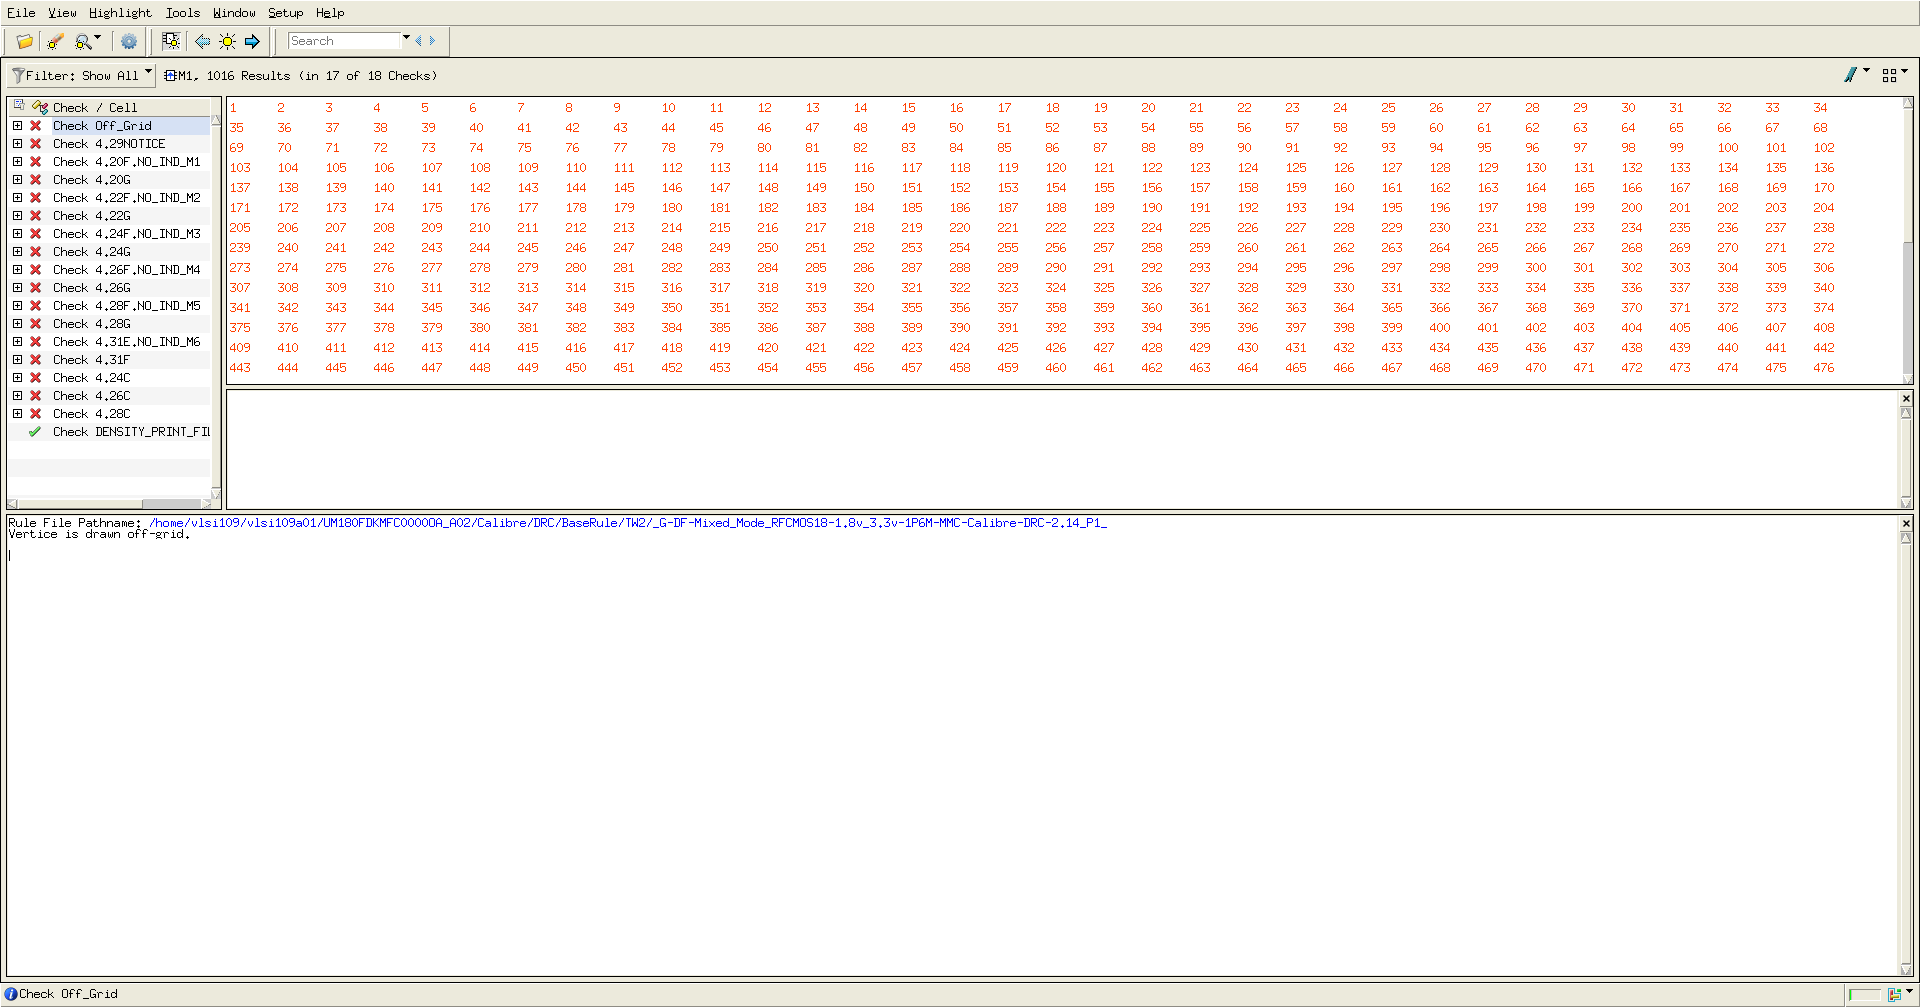 File View Highlight Tools Window Setup Help
Search
Filter: Show All M1, 1016 Results (in 17 of 18 Checks)
Check / Cell
Check Off_Grid
Check 4.29NOTICE
Check 4.20F.NO_IND_M1
Check 4.20G
Check 4.22F.NO_IND_M2
Check 4.22G
Check 4.24F.NO_IND_M3
Check 4.24G
Check 4.26F.NO_IND_M4
Check 4.26G
Check 4.28F.NO_IND_M5
Check 4.28G
Check 4.31E.NO_IND_M6
Check 4.31F
Check 4.24C
Check 4.26C
Check 4.28C
Check DENSITY_PRINT_FIL
1 2 3 4 5 6 7 8 9 10 11 12 13 14 15 16 17 18 19 20 21 22 23 24 25 26 27 28 29 30 31 32 33 34
35 36 37 38 39 40 41 42 43 44 45 46 47 48 49 50 51 52 53 54 55 56 57 58 59 60 61 62 63 64 65 66 67 68
69 70 71 72 73 74 75 76 77 78 79 80 81 82 83 84 85 86 87 88 89 90 91 92 93 94 95 96 97 98 99 100 101 102
103 104 105 106 107 108 109 110 111 112 113 114 115 116 117 118 119 120 121 122 123 124 125 126 127 128 129 130 131 132 133 134 135 136
137 138 139 140 141 142 143 144 145 146 147 148 149 150 151 152 153 154 155 156 157 158 159 160 161 162 163 164 165 166 167 168 169 170
171 172 173 174 175 176 177 178 179 180 181 182 183 184 185 186 187 188 189 190 191 192 193 194 195 196 197 198 199 200 201 202 203 204
205 206 207 208 209 210 211 212 213 214 215 216 217 218 219 220 221 222 223 224 225 226 227 228 229 230 231 232 233 234 235 236 237 238
239 240 241 242 243 244 245 246 247 248 249 250 251 252 253 254 255 256 257 258 259 260 261 262 263 264 265 266 267 268 269 270 271 272
273 274 275 276 277 278 279 280 281 282 283 284 285 286 287 288 289 290 291 292 293 294 295 296 297 298 299 300 301 302 303 304 305 306
307 308 309 310 311 312 313 314 315 316 317 318 319 320 321 322 323 324 325 326 327 328 329 330 331 332 333 334 335 336 337 338 339 340
341 342 343 344 345 346 347 348 349 350 351 352 353 354 355 356 357 358 359 360 361 362 363 364 365 366 367 368 369 370 371 372 373 374
375 376 377 378 379 380 381 382 383 384 385 386 387 388 389 390 391 392 393 394 395 396 397 398 399 400 401 402 403 404 405 406 407 408
409 410 411 412 413 414 415 416 417 418 419 420 421 422 423 424 425 426 427 428 429 430 431 432 433 434 435 436 437 438 439 440 441 442
443 444 445 446 447 448 449 450 451 452 453 454 455 456 457 458 459 460 461 462 463 464 465 466 467 468 469 470 471 472 473 474 475 476
Rule File Pathname: /home/vlsi109/vlsi109a01/UM180FDKMFC00000A_A02/Calibre/DRC/BaseRule/TW2/_G-DF-Mixed_Mode_RFCMOS18-1.8v_3.3v-1P6M-MMC-Calibre-DRC-2.14_P1_
Vertice is drawn off-grid.
Check Off_Grid